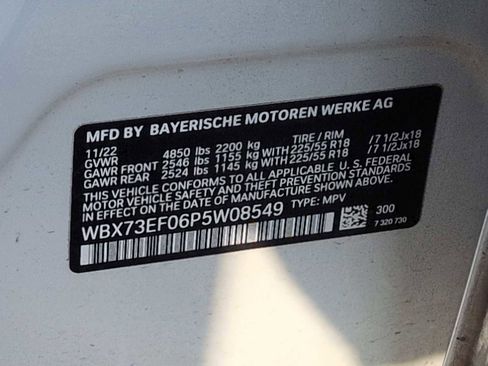 MFD BY BAYERISCHE MOTOREN WERKE AG
11/22 TIRE / RIM
GVWR 4850 lbs 2200 kg
GAWR FRONT 2546 lbs 1155 kg WITH 225/55 R18 /7 1/2Jx18
GAWR REAR 2524 lbs 1145 kg WITH 225/55 R18 /7 1/2Jx18
THIS VEHICLE CONFORMS TO ALL APPLICABLE U.S. FEDERAL
MOTOR VEHICLE SAFETY, BUMPER, AND THEFT PREVENTION
STANDARDS IN EFFECT ON THE DATE OF MANUFACTURE SHOWN ABOVE.
WBX73EF06P5W08549 TYPE: MPV
300
7 320 730